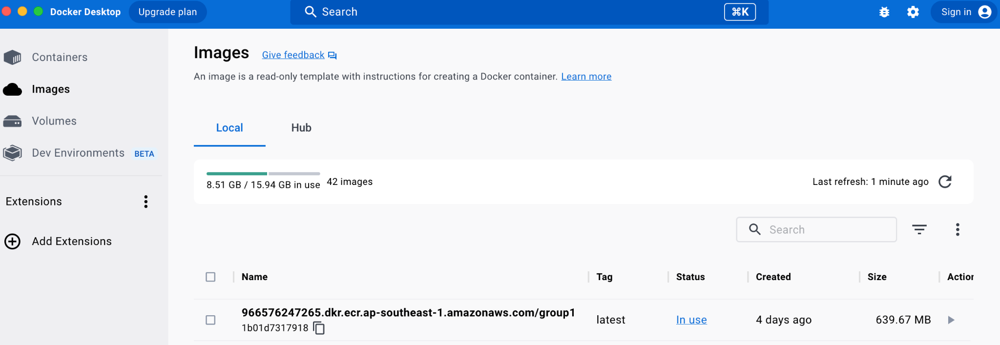 Docker Desktop Upgrade plan Search ⌘K Sign in
Containers
Images
Volumes
Dev Environments BETA
Extensions
Add Extensions
Images Give feedback
An image is a read-only template with instructions for creating a Docker container. Learn more
Local Hub
8.51 GB / 15.94 GB in use 42 images Last refresh: 1 minute ago
Search
Name Tag Status Created Size Action
966576247265.dkr.ecr.ap-southeast-1.amazonaws.com/group1
1b01d7317918
latest In use 4 days ago 639.67 MB